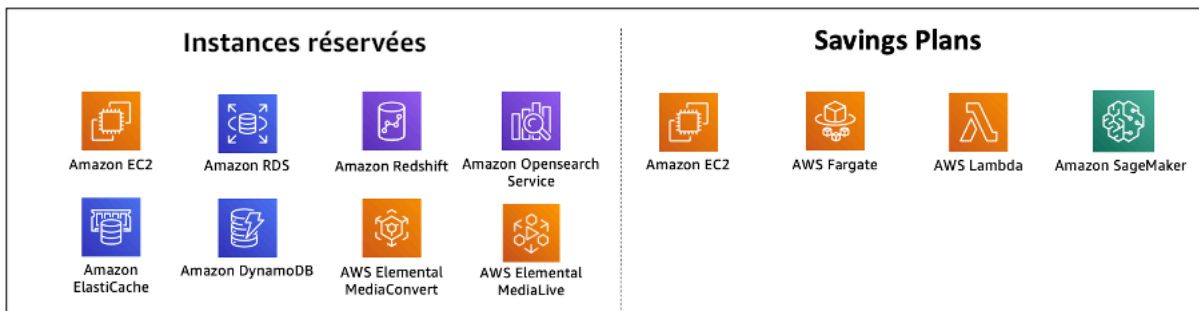 Instances réservées
Savings Plans
Amazon EC2
Amazon RDS
Amazon Redshift
Amazon Opensearch
Service
Amazon EC2
AWS Fargate
AWS Lambda
Amazon SageMaker
Amazon
ElastiCache
Amazon DynamoDB
AWS Elemental
MediaConvert
AWS Elemental
MediaLive